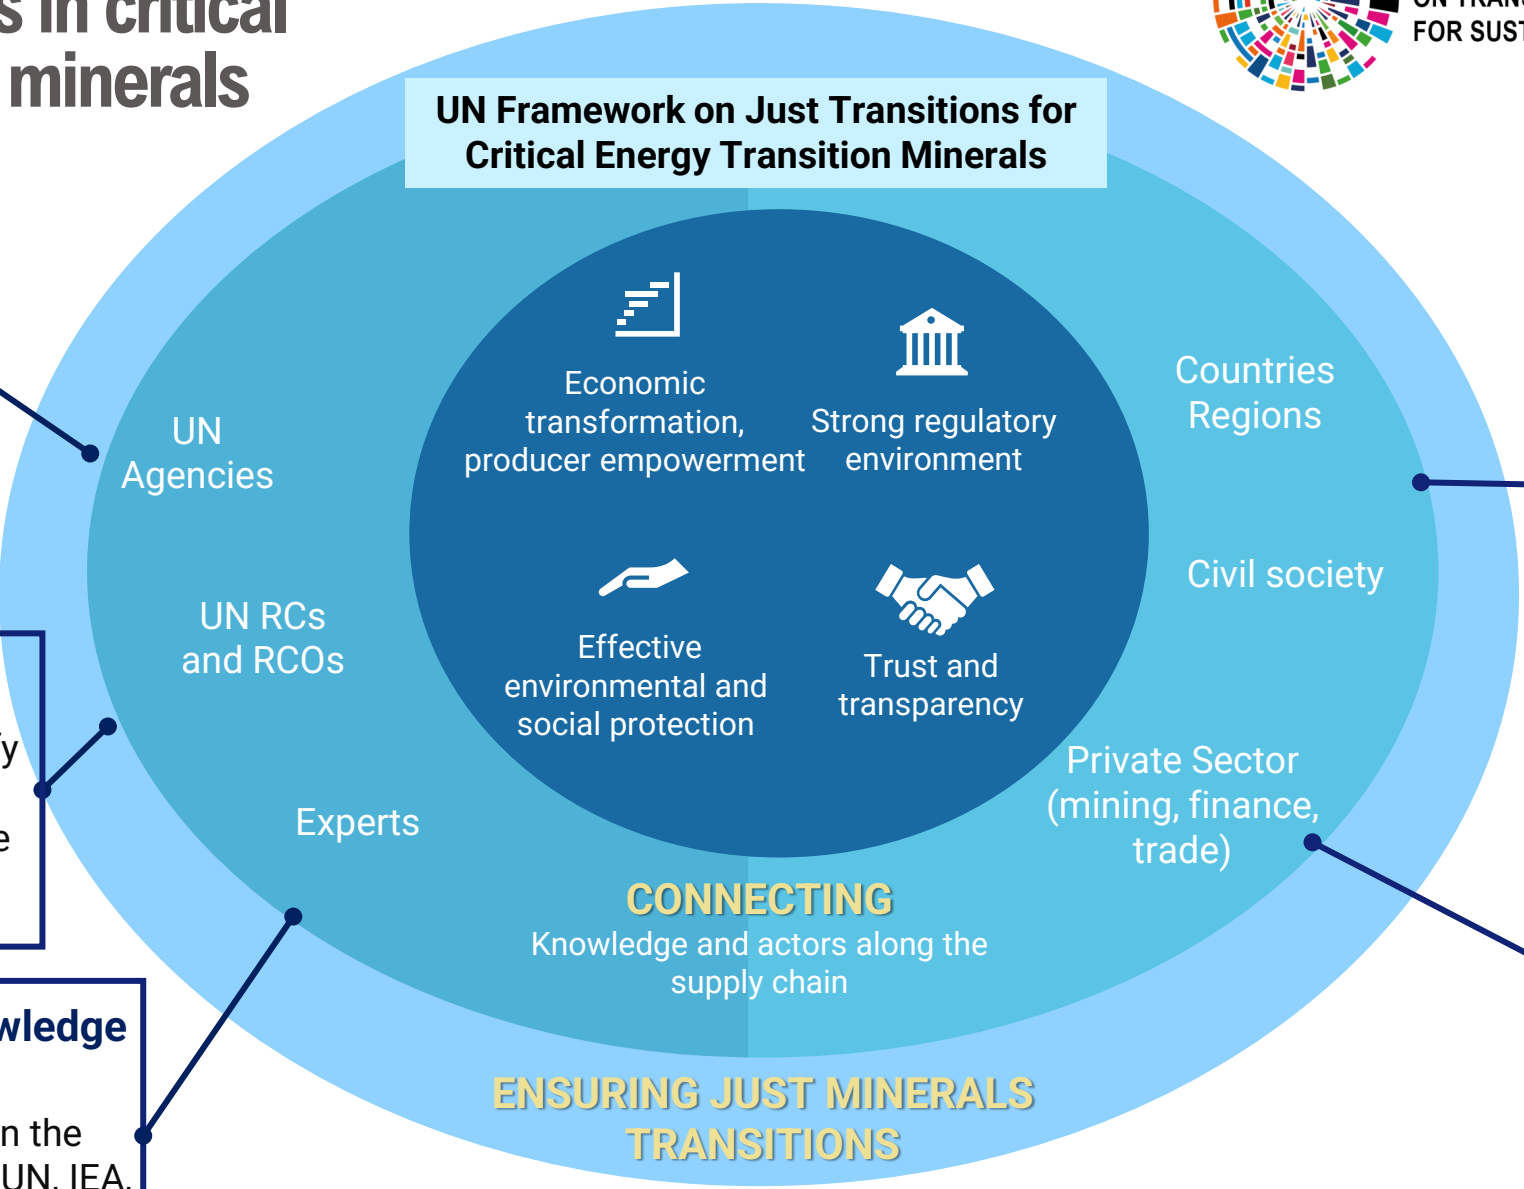 s in critical
minerals
FOR SUST
UN Framework on Just Transitions for
Critical Energy Transition Minerals
Economic
transformation,
producer empowerment
Strong regulatory
environment
Effective
environmental and
social protection
Trust and
transparency
UN
Agencies
UN RCs
and RCOs
Experts
Countries
Regions
Civil society
Private Sector
(mining, finance,
trade)
CONNECTING
Knowledge and actors along the
supply chain
ENSURING JUST MINERALS
TRANSITIONS
fy
e
wledge
n the
UN, IEA,